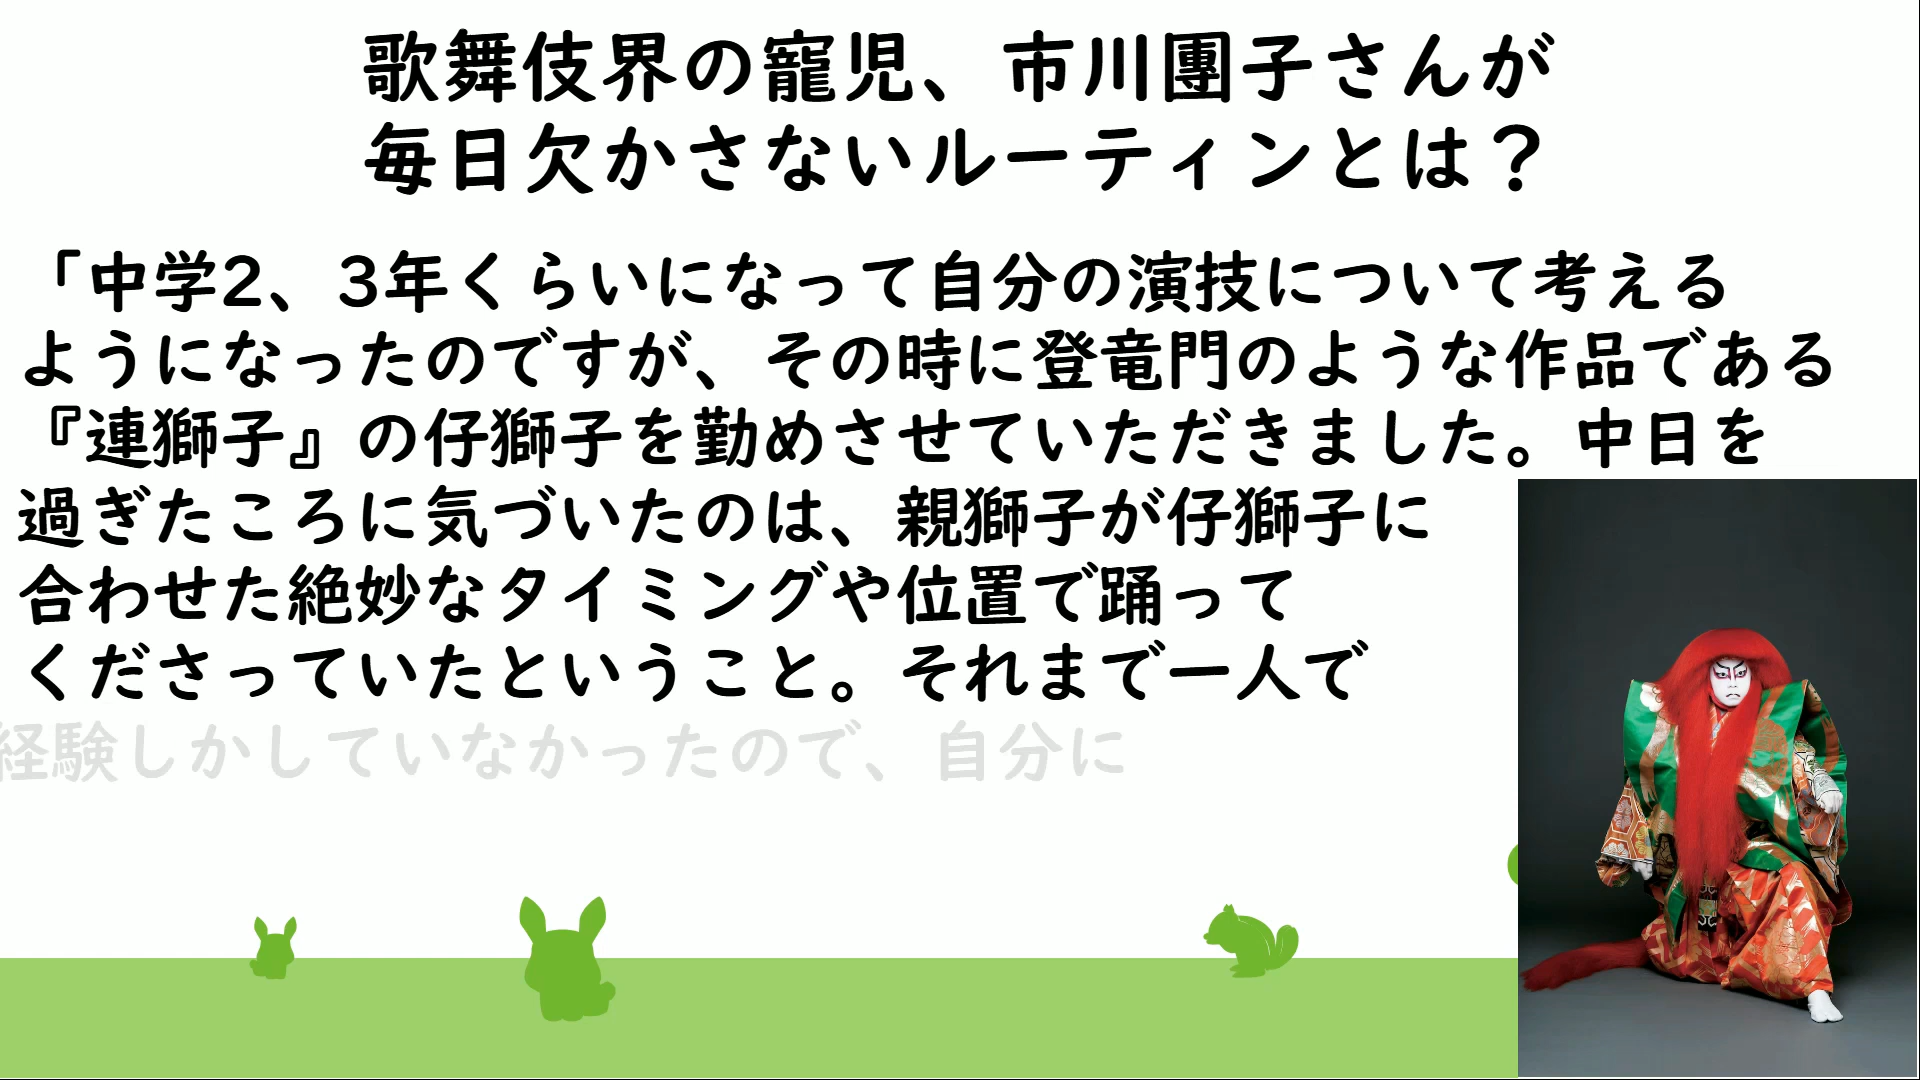 歌舞伎界の寵児、市川團子さんが
毎日欠かさないルーティンとは？
「中学2、3年くらいになって自分の演技について考える
ようになったのですが、その時に登竜門のような作品である
『連獅子』の仔獅子を勤めさせていただきました。中日を
過ぎたころに気づいたのは、親獅子が仔獅子に
合わせた絶妙なタイミングや位置で踊って
くださっていたということ。それまで一人で
経験しかしていなかったので、自分に